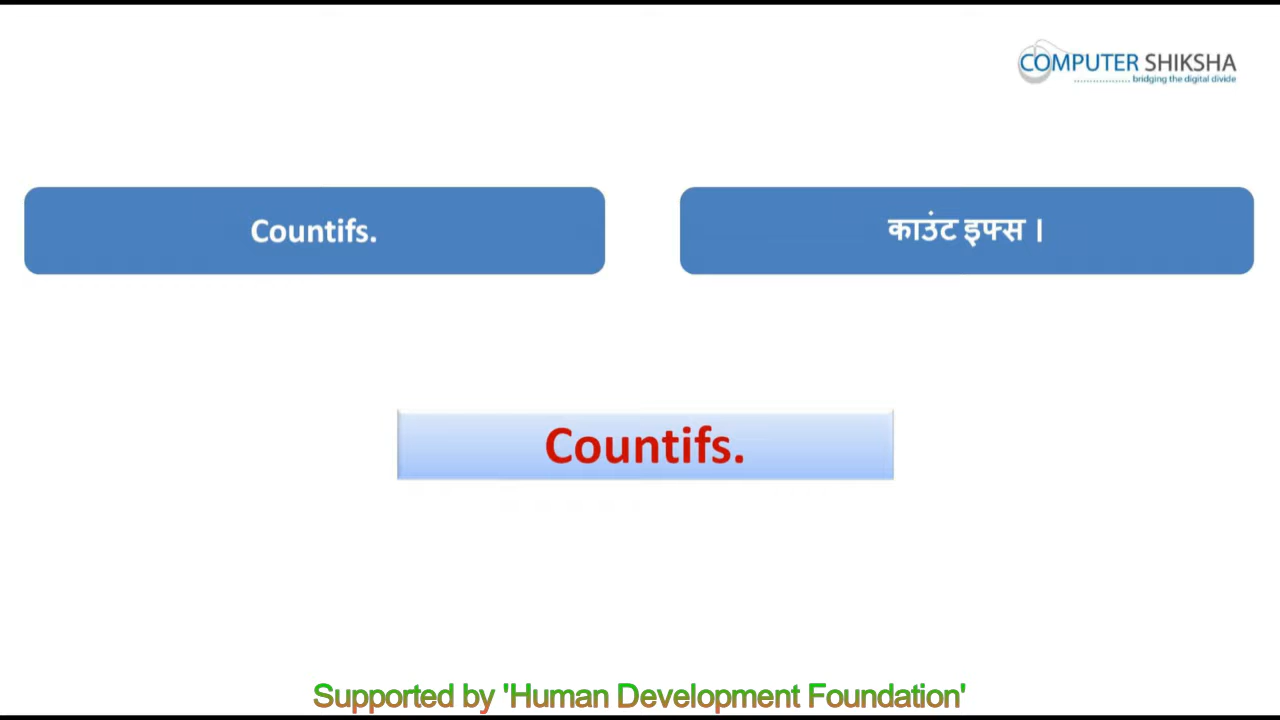 COMPUTER SHIKSHA
bridging the digital divide
Countifs.
काउंट इफ्स ।
Countifs.
Supported by 'Human Development Foundation'